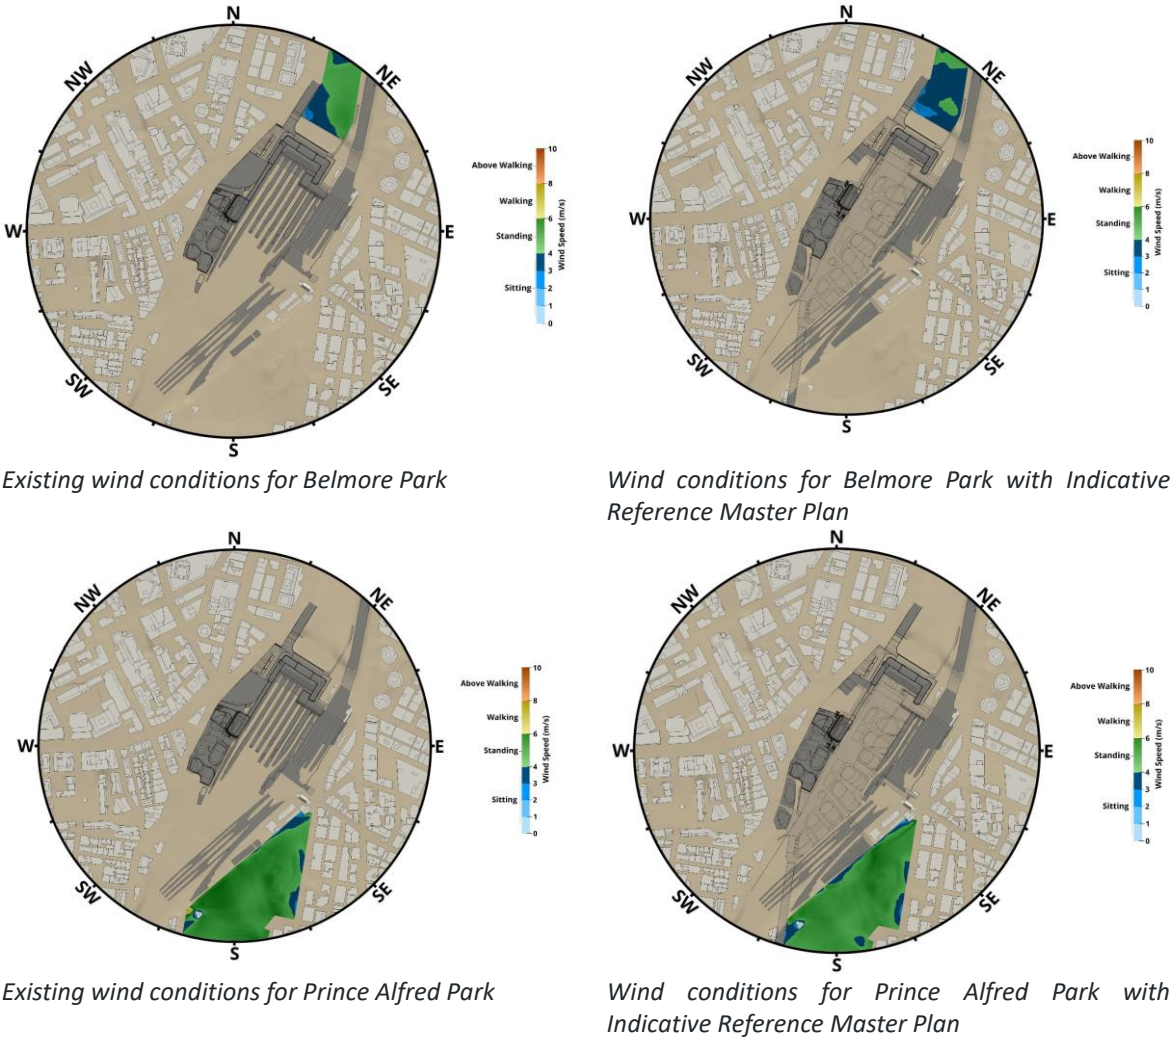 N
NW
NE
W
E
SW
SE
S
10
Above Walking
8
Walking
6
Standing
4
3
Sitting
2
1
0
Wind Speed (m/s)
N
NW
NE
W
E
SW
SE
S
10
Above Walking
8
Walking
6
Standing
4
3
Sitting
2
1
0
Wind Speed (m/s)
Existing wind conditions for Belmore Park
Wind conditions for Belmore Park with Indicative
Reference Master Plan
N
NW
NE
W
E
SW
SE
S
10
Above Walking
8
Walking
6
Standing
4
3
Sitting
2
1
0
Wind Speed (m/s)
N
NW
NE
W
E
SW
SE
S
10
Above Walking
8
Walking
6
Standing
4
3
Sitting
2
1
0
Wind Speed (m/s)
Existing wind conditions for Prince Alfred Park
Wind conditions for Prince Alfred Park with
Indicative Reference Master Plan